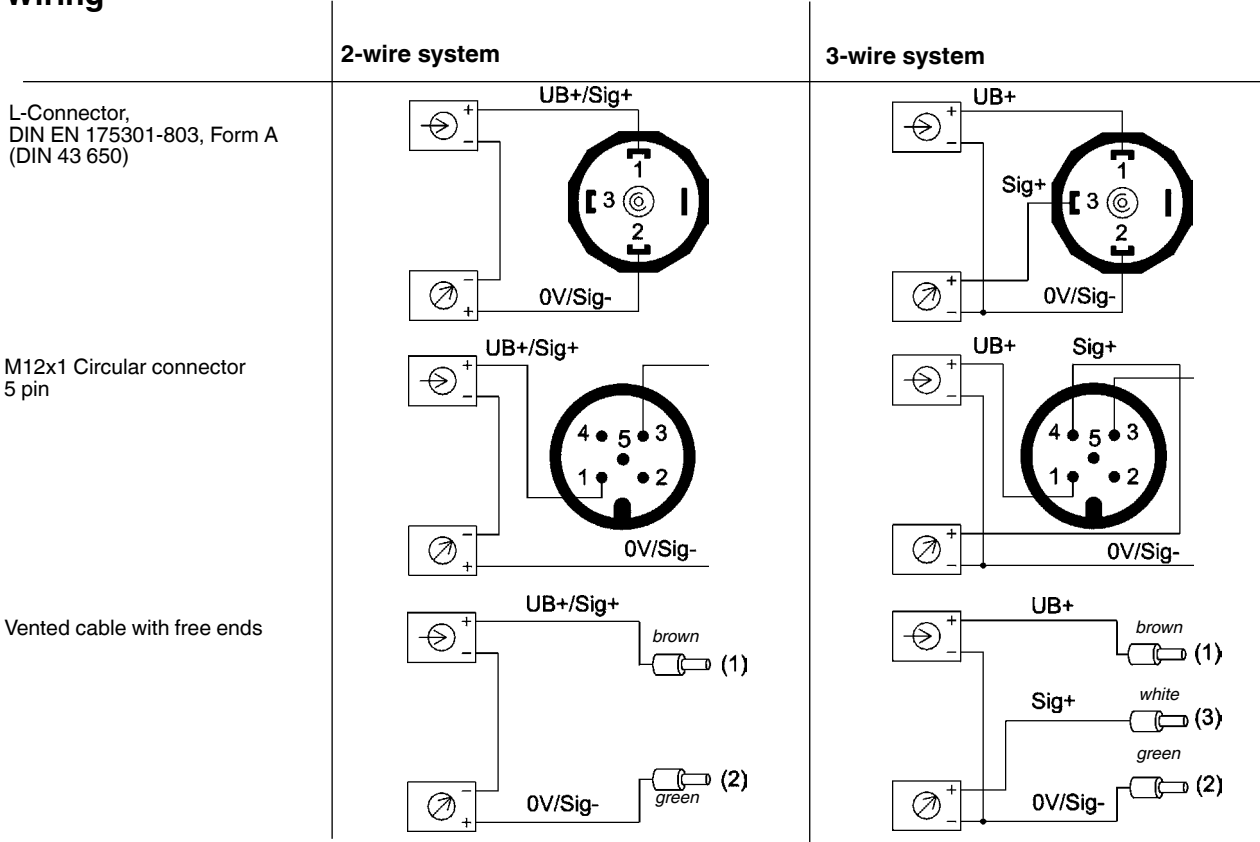 wiring
2-wire system
3-wire system
L-Connector,
DIN EN 175301-803, Form A
(DIN 43 650)
UB+/Sig+
+
−
1
3
2
−
+
0V/Sig-
UB+
+
−
Sig+
1
3
2
+
−
0V/Sig-
M12x1 Circular connector
5 pin
UB+/Sig+
+
−
4 5 3
1 2
−
+
0V/Sig-
UB+ Sig+
+
−
4 5 3
1 2
+
−
0V/Sig-
Vented cable with free ends
UB+/Sig+
+
−
brown
(1)
−
+
0V/Sig-
(2)
green
UB+
+
−
brown
(1)
Sig+
white
(3)
green
+
−
0V/Sig-
(2)